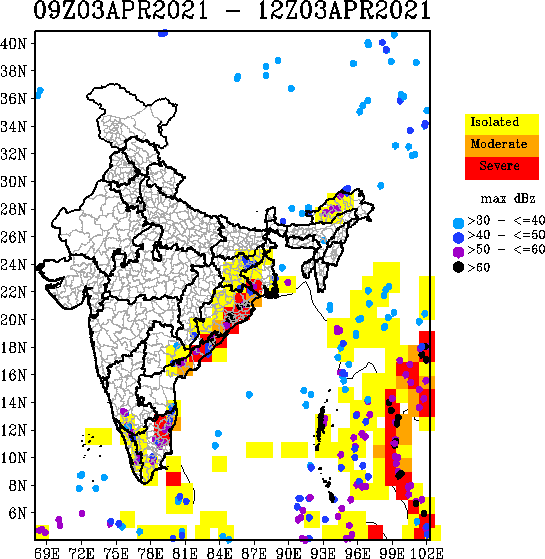 09Z03APR2021 - 12Z03APR2021
40N
38N
36N
34N
32N
30N
28N
26N
24N
22N
20N
18N
16N
14N
12N
10N
8N
6N
69E 72E 75E 78E 81E 84E 87E 90E 93E 96E 99E 102E
Isolated
Moderate
Severe
max dBz
>30 - <=40
>40 - <=50
>50 - <=60
>60